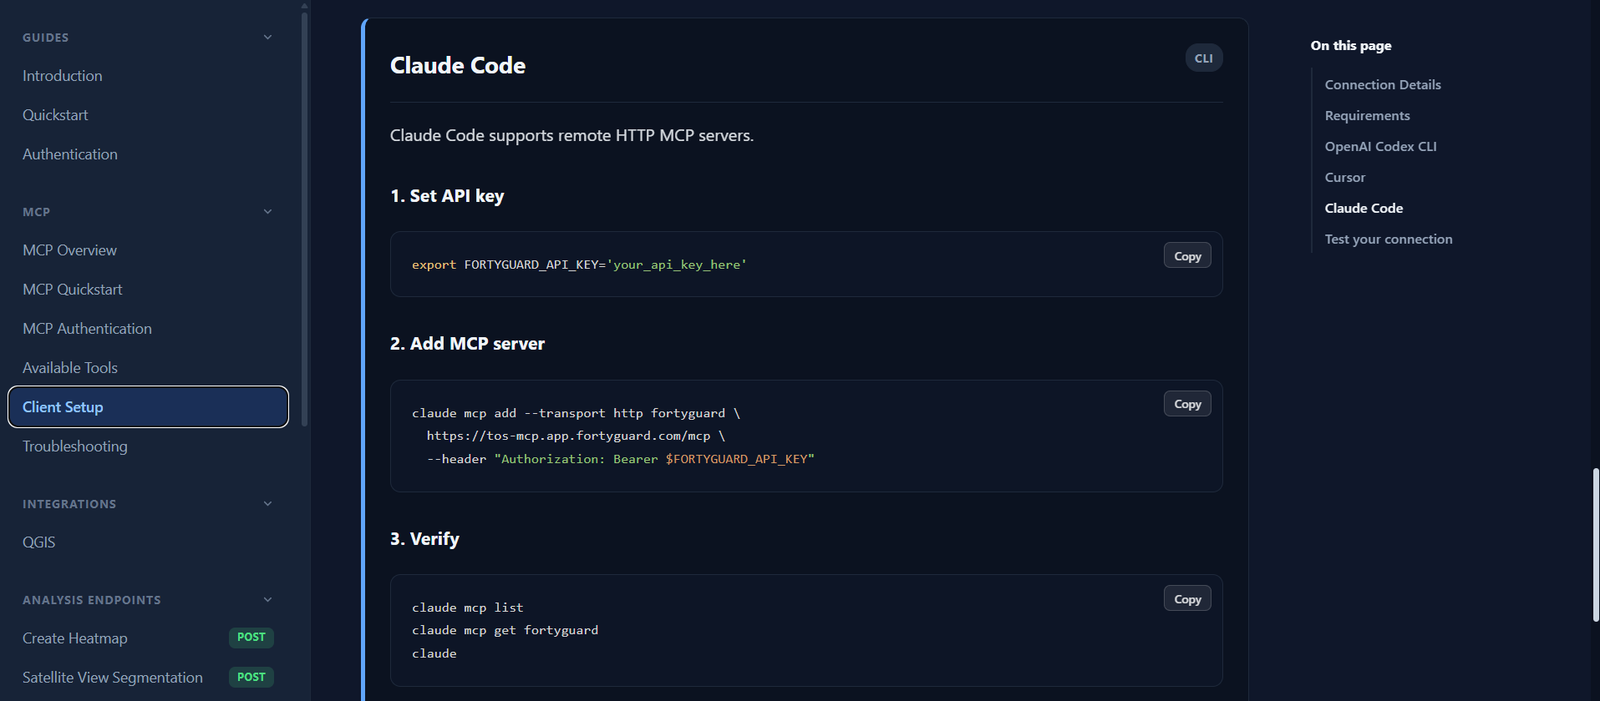 GUIDES
Introduction
Quickstart
Authentication
MCP
MCP Overview
MCP Quickstart
MCP Authentication
Available Tools
Client Setup
Troubleshooting
INTEGRATIONS
QGIS
ANALYSIS ENDPOINTS
Create Heatmap POST
Satellite View Segmentation POST
Claude Code
CLI
Claude Code supports remote HTTP MCP servers.
1. Set API key
Copy
export FORTYGUARD_API_KEY='your_api_key_here'
2. Add MCP server
Copy
claude mcp add --transport http fortyguard \
  https://tos-mcp.app.fortyguard.com/mcp \
  --header "Authorization: Bearer $FORTYGUARD_API_KEY"
3. Verify
Copy
claude mcp list
claude mcp get fortyguard
claude
On this page
Connection Details
Requirements
OpenAI Codex CLI
Cursor
Claude Code
Test your connection